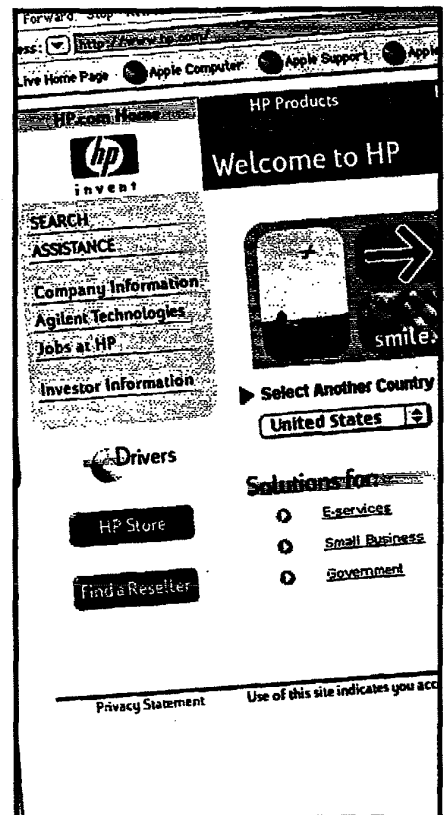 Forward Stop
ess: http://www.hp.com/
Live Home Page Apple Computer Apple Support Apple
HP.com Home
HP Products
hp
invent
Welcome to HP
SEARCH
ASSISTANCE
Company Information
Agilent Technologies
Jobs at HP
Investor Information
smile.
Select Another Country
United States
Drivers
Solutions for:
HP Store
E-services
Small Business
Find a Reseller
Government
Privacy Statement Use of this site indicates you acc